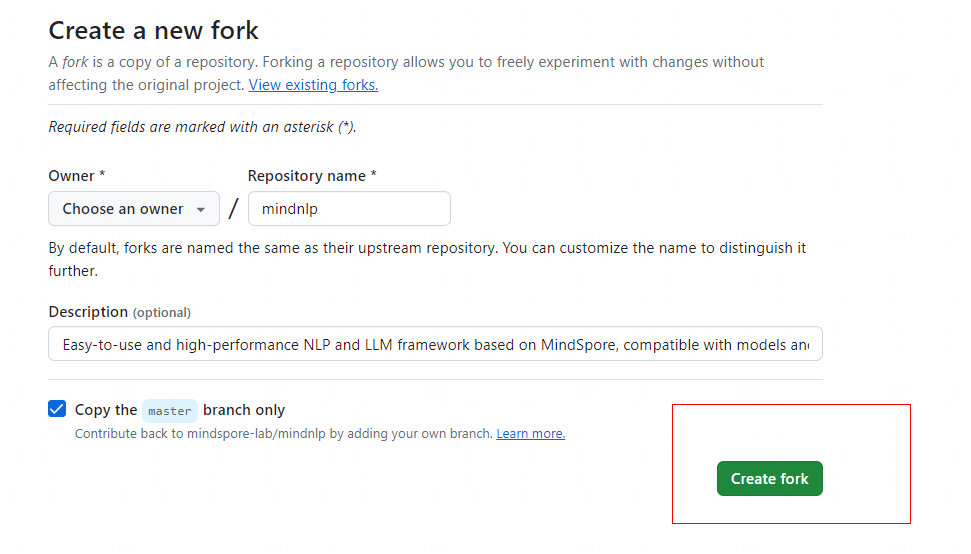 Create a new fork
A fork is a copy of a repository. Forking a repository allows you to freely experiment with changes without
affecting the original project. View existing forks.
Required fields are marked with an asterisk (*).
Owner * Repository name *
Choose an owner / mindnlp
By default, forks are named the same as their upstream repository. You can customize the name to distinguish it
further.
Description (optional)
Easy-to-use and high-performance NLP and LLM framework based on MindSpore, compatible with models
Copy the master branch only
Contribute back to mindspore-lab/mindnlp by adding your own branch. Learn more.
Create fork